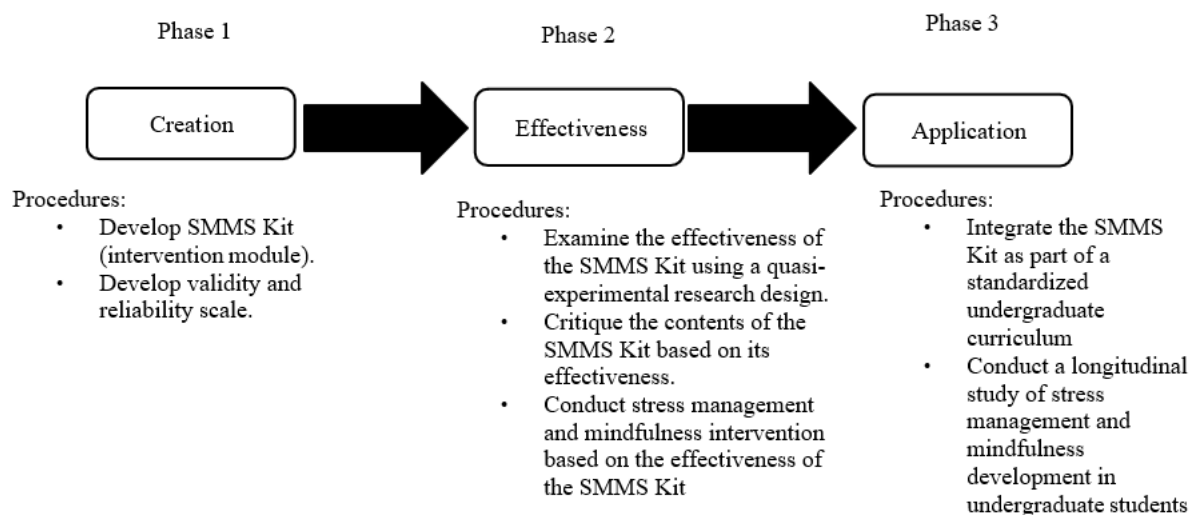 Phase 1
Phase 2
Phase 3
Creation
Effectiveness
Application
Procedures:
• Develop SMMS Kit
(intervention module).
• Develop validity and
reliability scale.
Procedures:
• Examine the effectiveness of
the SMMS Kit using a quasi-
experimental research design.
• Critique the contents of the
SMMS Kit based on its
effectiveness.
• Conduct stress management
and mindfulness intervention
based on the effectiveness of
the SMMS Kit
Procedures:
• Integrate the SMMS
Kit as part of a
standardized
undergraduate
curriculum
• Conduct a longitudinal
study of stress
management and
mindfulness
development in
undergraduate students